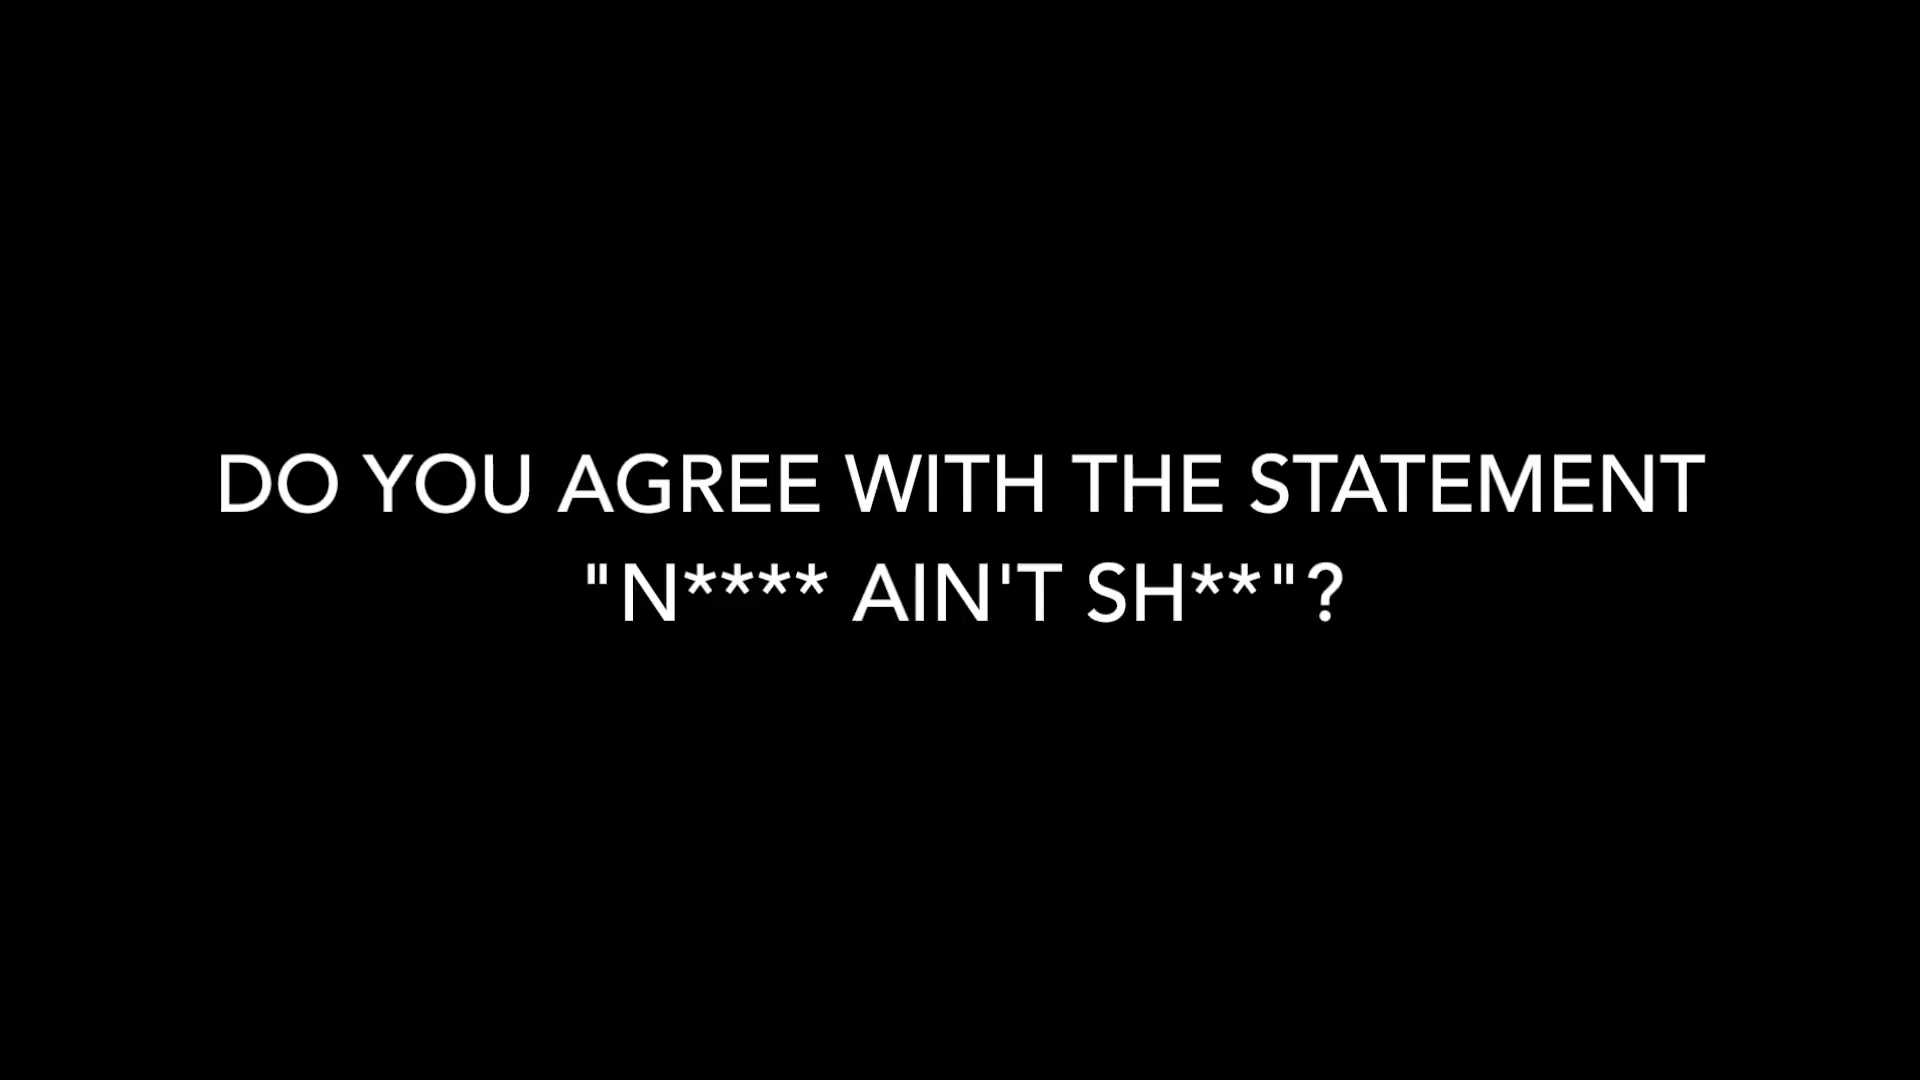 DO YOU AGREE WITH THE STATEMENT
"N**** AIN'T SH**"?